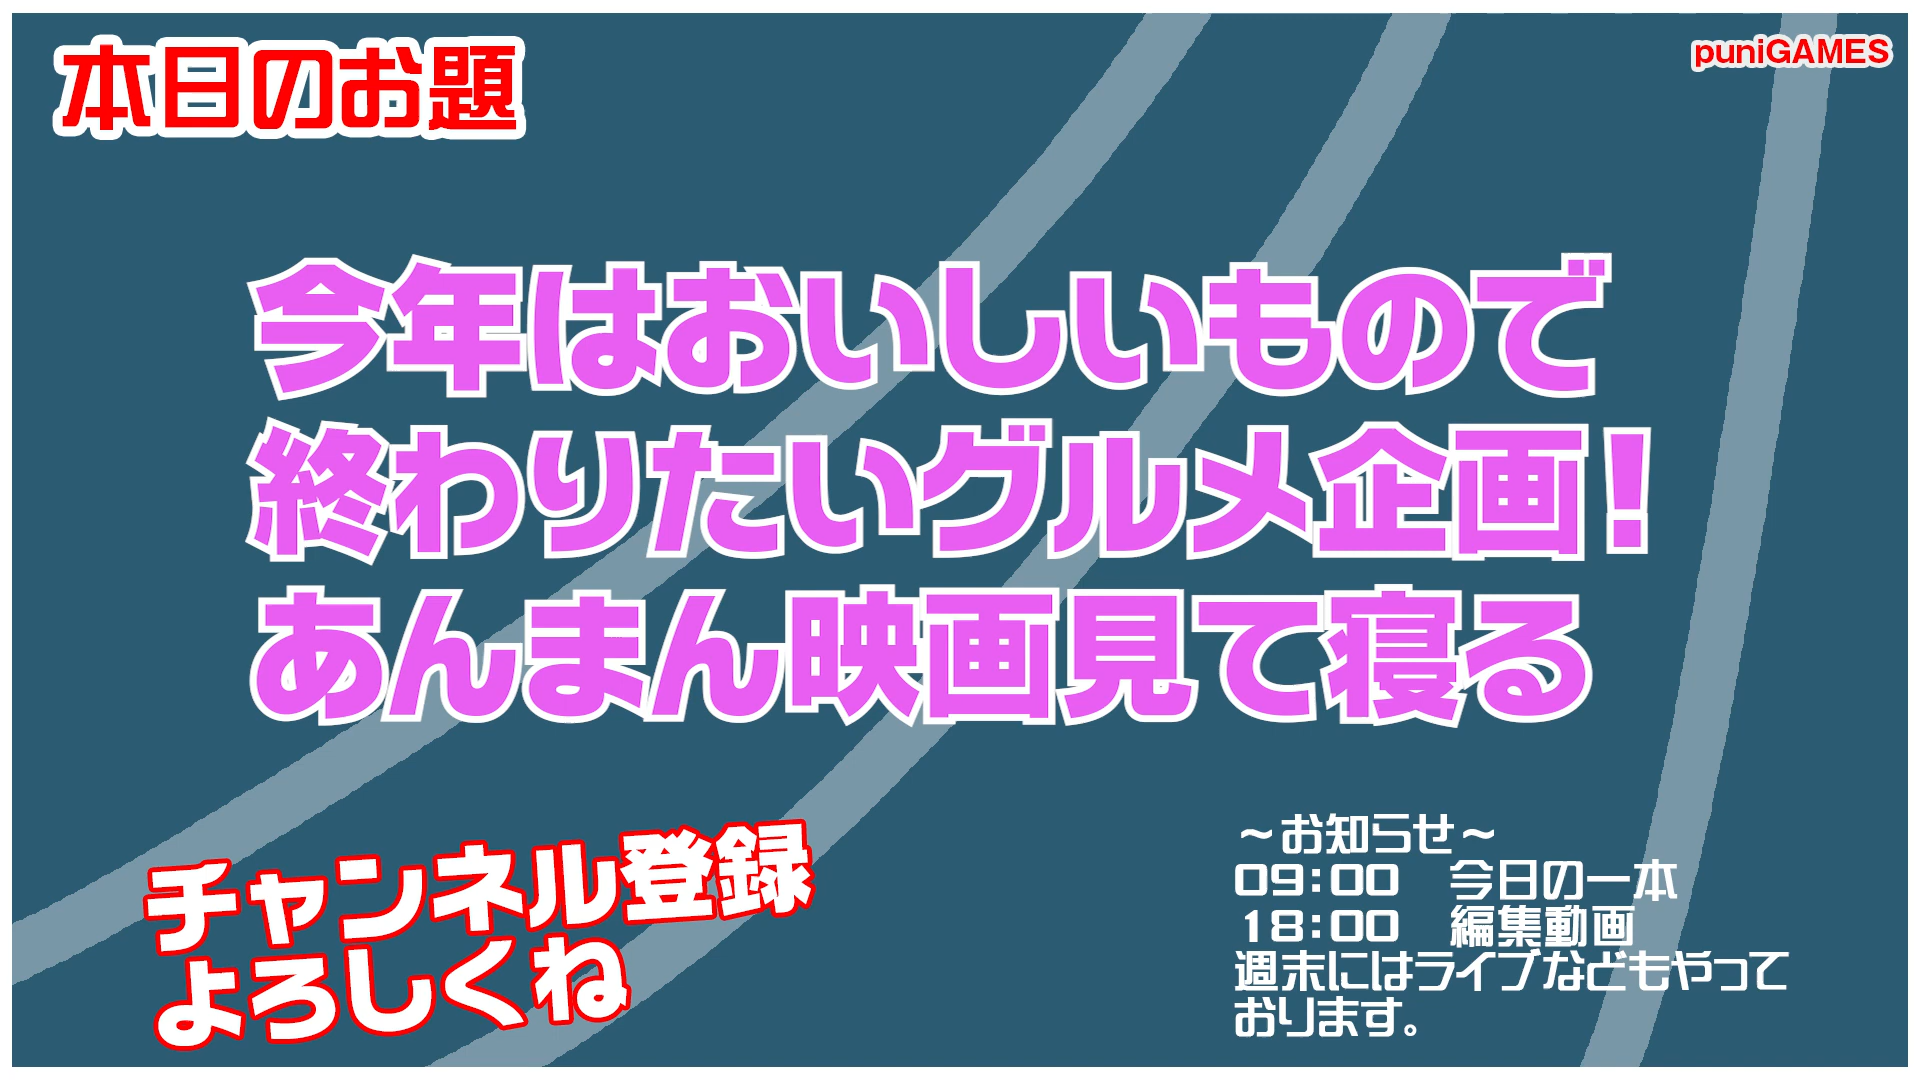 本日のお題
puniGAMES
今年はおいしいもので
終わりたいグルメ企画！
あんまん映画見て寝る
チャンネル登録
よろしくね
～お知らせ～
09:00 今日の一本
18:00 編集動画
週末にはライブなどもやって
おります。